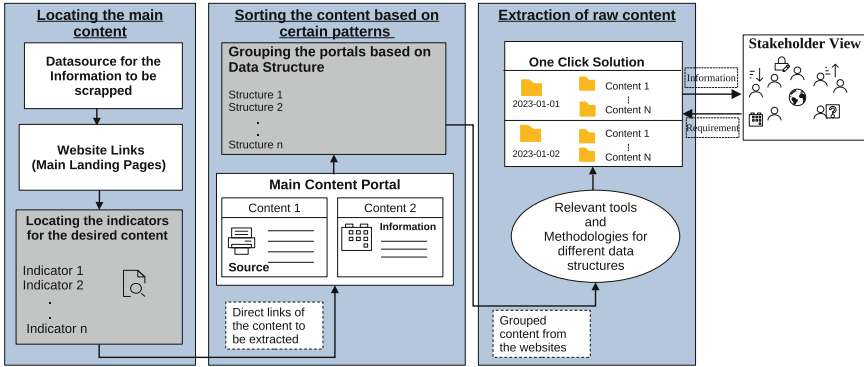 Locating the main
content
Datasource for the
Information to be
scrapped
Website Links
(Main Landing Pages)
Locating the indicators
for the desired content
Indicator 1
Indicator 2
.
.
Indicator n
Sorting the content based on
certain patterns
Grouping the portals based on
Data Structure
Structure 1
Structure 2
.
.
Structure n
Main Content Portal
Content 1
Source
Content 2
Information
Direct links of
the content to
be extracted
Extraction of raw content
One Click Solution
2023-01-01
Content 1
Content N
2023-01-02
Content 1
Content N
Relevant tools
and
Methodologies for
different data
structures
Grouped
content from
the websites
Information
Requirement
Stakeholder View
?